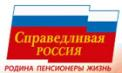 Справедливая
РОССИЯ
РОДИНА ПЕНСИОНЕРЫ ЖИЗНЬ